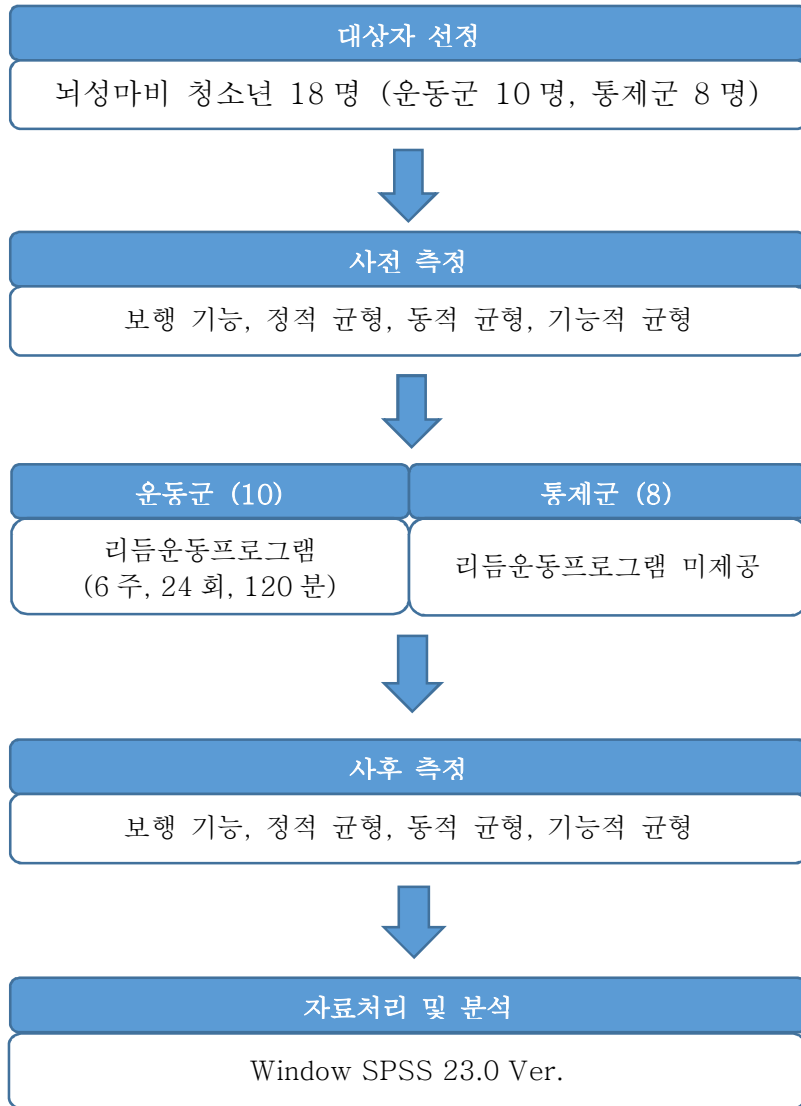 대상자 선정
뇌성마비 청소년 18 명 (운동군 10 명, 통제군 8 명)
사전 측정
보행 기능, 정적 균형, 동적 균형, 기능적 균형
운동군 (10)
통제군 (8)
리듬운동프로그램
(6 주, 24 회, 120 분)
리듬운동프로그램 미제공
사후 측정
보행 기능, 정적 균형, 동적 균형, 기능적 균형
자료처리 및 분석
Window SPSS 23.0 Ver.